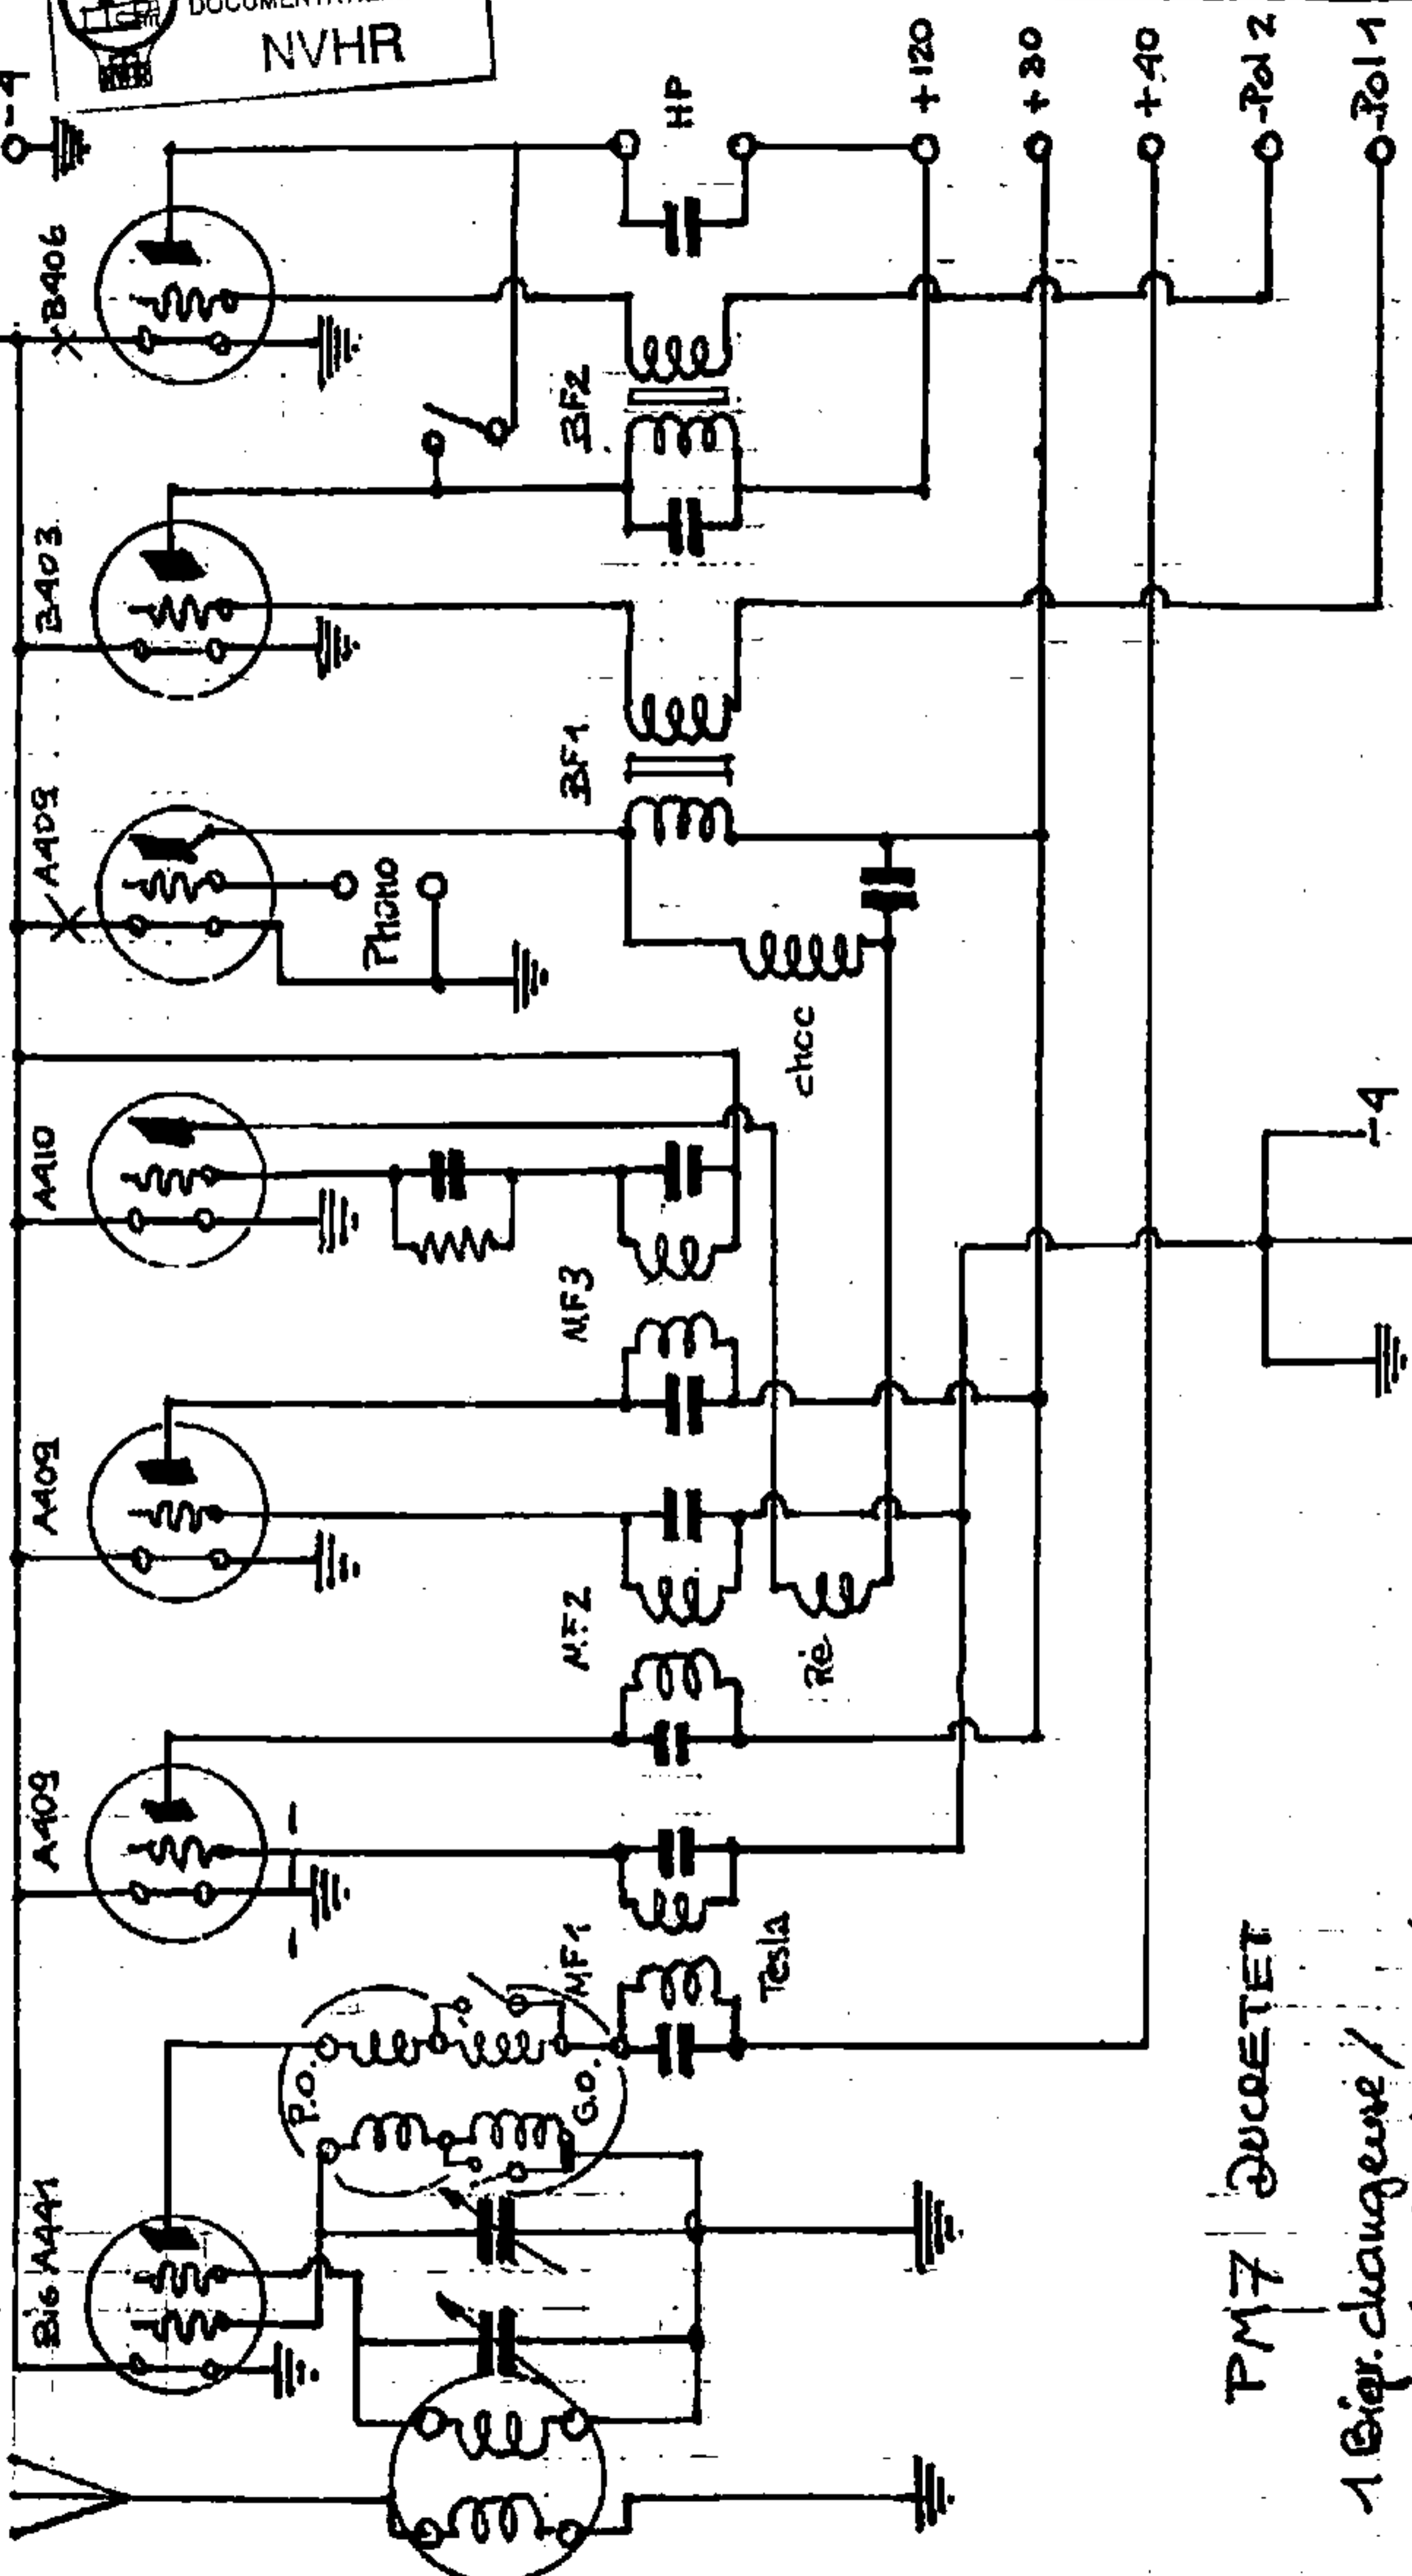 NVHR
-4
Big A441
A409
A409
A410
A409
B403
B406
P.O.
G.O.
MF1
Tesla
MF2
Ré
MF3
Phono
chcc
BF1
BF2
HP
+120
+80
+40
-Pol 2
-Pol 1
-4
PM7 DUCRETET
1 Bigr. changeuse /